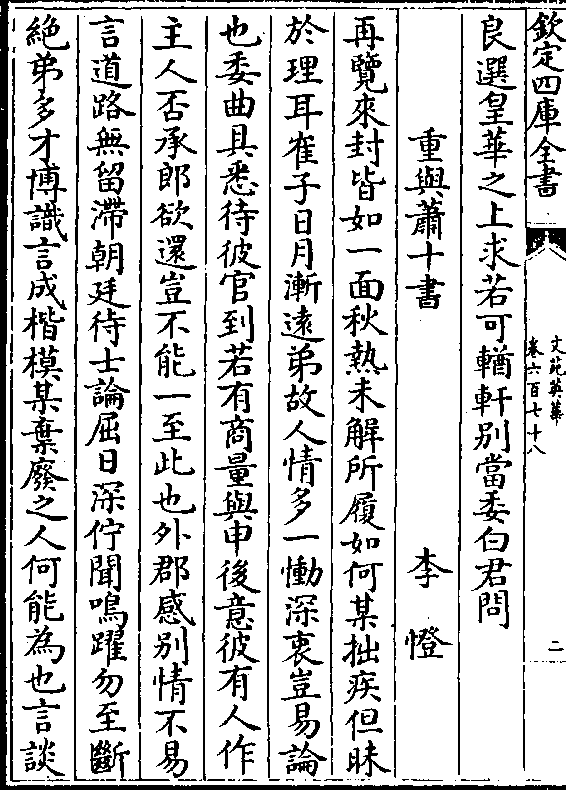 欽定四庫全書
文苑英華
卷六百七十八
二
良選皇華之上求若可輶軒别當委白君問
重與蕭十書　李憕
再覽來封皆如一面秋熱未解所履如何某拙疾但昧
於理耳崔子日月漸逺弟故人情多一慟深衷豈易論
也委曲具悉待彼官到若有商量與申後意彼有人作
主人否承郎欲還豈不能一至此也外郡感别情不易
言道路無留滯朝廷待士論屈日深佇聞鳴躍勿至斷
絶弟多才博識言成楷模某棄廢之人何能為也言談